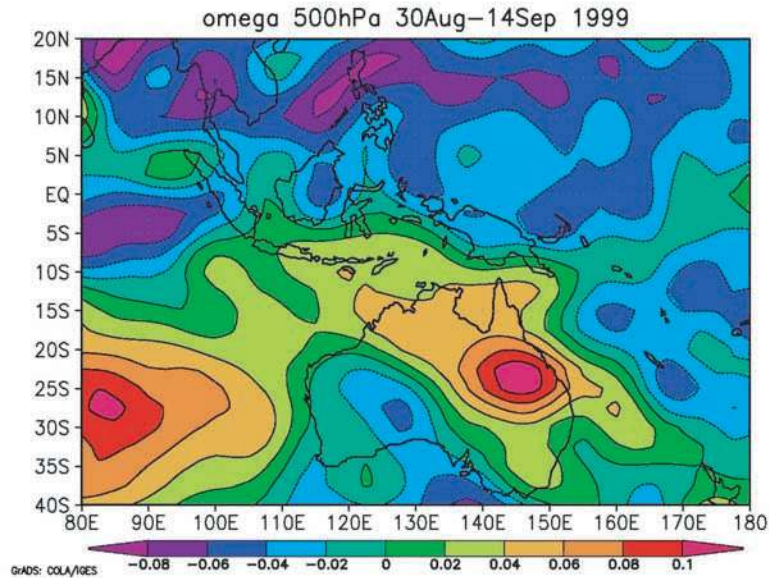 omega 500hPa 30Aug-14Sep 1999
20N
15N
10N
5N
EQ
5S
10S
15S
20S
25S
30S
35S
40S
80E 90E 100E 110E 120E 130E 140E 150E 160E 170E 180
-0.08 -0.06 -0.04 -0.02 0 0.02 0.04 0.06 0.08 0.1
GrADS: COLA/IGES